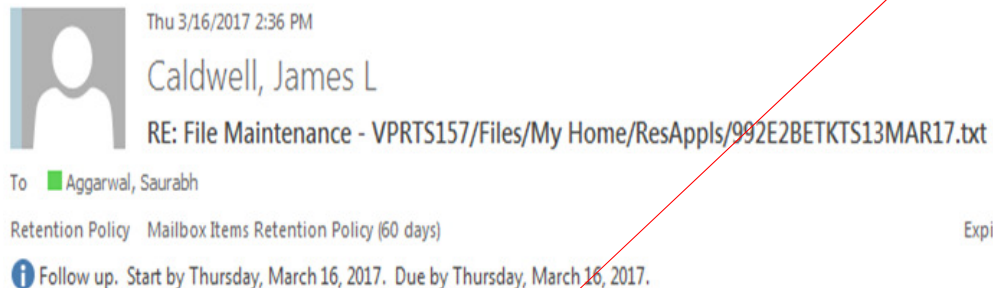 Thu 3/16/2017 2:36 PM
Caldwell, James L
RE: File Maintenance - VPRTS157/Files/My Home/ResAppls/992E2BETKTS13MAR17.txt
To Aggarwal, Saurabh
Retention Policy Mailbox Items Retention Policy (60 days) Expi
Follow up. Start by Thursday, March 16, 2017. Due by Thursday, March 16, 2017.